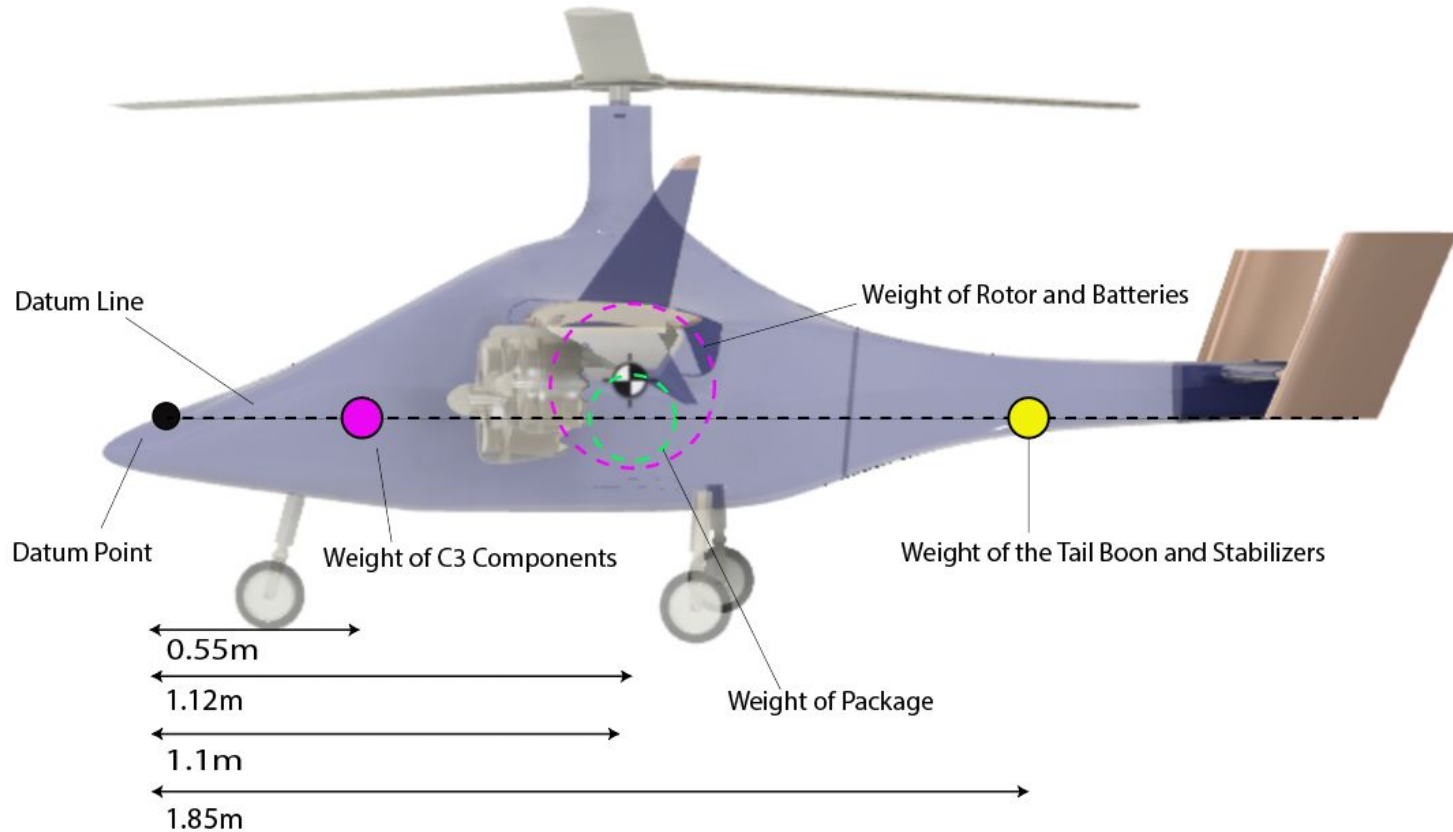 Weight of Rotor and Batteries
Datum Line
Datum Point
Weight of C3 Components
Weight of the Tail Boon and Stabilizers
0.55m
1.12m
Weight of Package
1.1m
1.85m